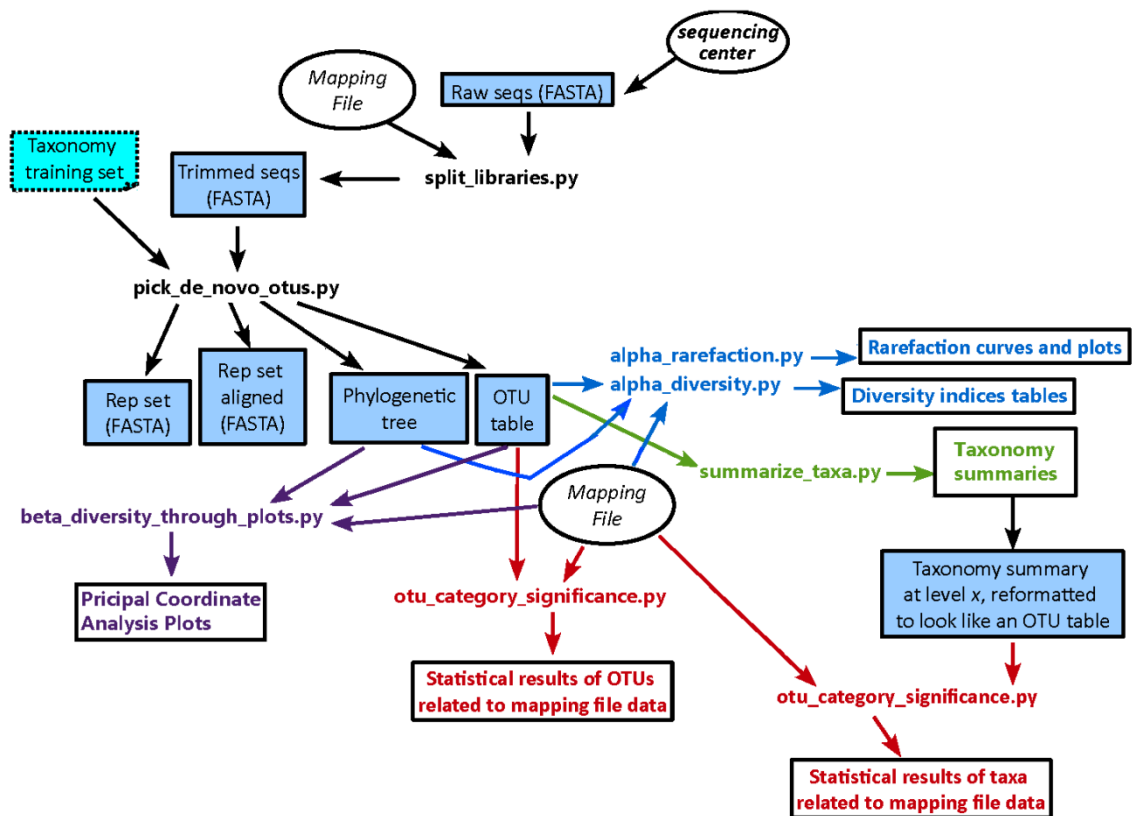 sequencing
center
Mapping
File
Raw seqs (FASTA)
Taxonomy
training set
Trimmed seqs
(FASTA)
split_libraries.py
pick_de_novo_otus.py
Rep set
(FASTA)
Rep set
aligned
(FASTA)
Phylogenetic
tree
OTU
table
alpha_rarefaction.py
alpha_diversity.py
Rarefaction curves and plots
Diversity indices tables
summarize_taxa.py
Taxonomy
summaries
Mapping
File
beta_diversity_through_plots.py
Pricipal Coordinate
Analysis Plots
otu_category_significance.py
Statistical results of OTUs
related to mapping file data
Taxonomy summary
at level x, reformatted
to look like an OTU table
otu_category_significance.py
Statistical results of taxa
related to mapping file data